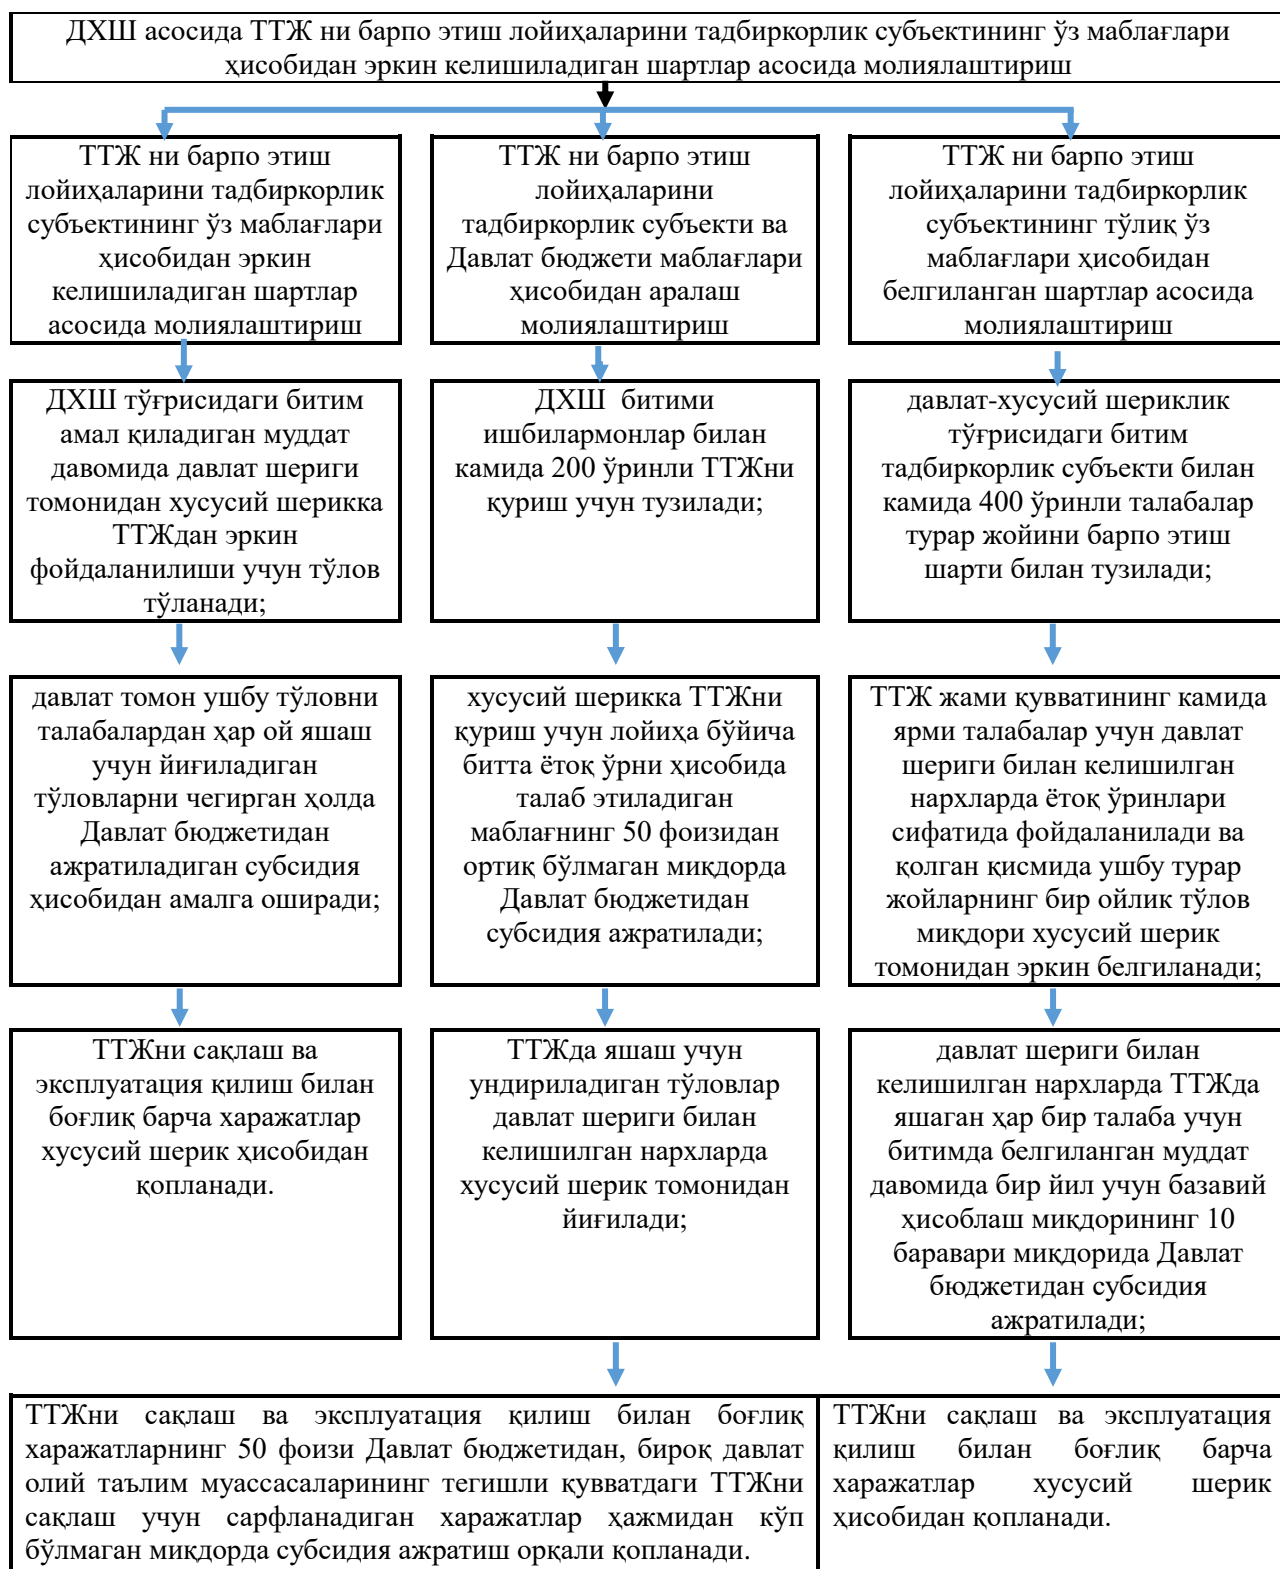 ДХШ асосида ТТЖ ни барпо этиш лойиҳаларини тадбиркорлик субъектининг ўз маблағлари
ҳисобидан эркин келишиладиган шартлар асосида молиялаштириш
ТТЖ ни барпо этиш
лойиҳаларини тадбиркорлик
субъектининг ўз маблағлари
ҳисобидан эркин
келишиладиган шартлар
асосида молиялаштириш
ТТЖ ни барпо этиш
лойиҳаларини
тадбиркорлик субъекти ва
Давлат бюджети маблағлари
ҳисобидан аралаш
молиялаштириш
ТТЖ ни барпо этиш
лойиҳаларини тадбиркорлик
субъектининг тўлиқ ўз
маблағлари ҳисобидан
белгиланган шартлар асосида
молиялаштириш
ДХШ тўғрисидаги битим
амал қиладиган муддат
давомида давлат шериги
томонидан хусусий шерикка
ТТЖдан эркин
фойдаланилиши учун тўлов
тўланади;
ДХШ битими
ишбилармонлар билан
камида 200 ўринли ТТЖни
қуриш учун тузилади;
давлат-хусусий шериклик
тўғрисидаги битим
тадбиркорлик субъекти билан
камида 400 ўринли талабалар
турар жойини барпо этиш
шарти билан тузилади;
давлат томон ушбу тўловни
талабалардан ҳар ой яшаш
учун йиғиладиган
тўловларни чегирган ҳолда
Давлат бюджетидан
ажратиладиган субсидия
ҳисобидан амалга оширади;
хусусий шерикка ТТЖни
қуриш учун лойиҳа бўйича
битта ётоқ ўрни ҳисобида
талаб этиладиган
маблағнинг 50 фоизидан
ортиқ бўлмаган миқдорда
Давлат бюджетидан
субсидия ажратилади;
ТТЖ жами қувватининг камида
ярми талабалар учун давлат
шериги билан келишилган
нархларда ётоқ ўринлари
сифатида фойдаланилади ва
қолган қисмида ушбу турар
жойларнинг бир ойлик тўлов
миқдори хусусий шерик
томонидан эркин белгиланади;
ТТЖни сақлаш ва
эксплуатация қилиш билан
боғлиқ барча харажатлар
хусусий шерик ҳисобидан
қопланади.
ТТЖда яшаш учун
ундириладиган тўловлар
давлат шериги билан
келишилган нархларда
хусусий шерик томонидан
йиғилади;
давлат шериги билан
келишилган нархларда ТТЖда
яшаган ҳар бир талаба учун
битимда белгиланган муддат
давомида бир йил учун базавий
ҳисоблаш миқдорининг 10
баравари миқдорида Давлат
бюджетидан субсидия
ажратилади;
ТТЖни сақлаш ва эксплуатация қилиш билан боғлиқ
харажатларнинг 50 фоизи Давлат бюджетидан, бироқ давлат
олий таълим муассасаларининг тегишли қувватдаги ТТЖни
сақлаш учун сарфланадиган харажатлар ҳажмидан кўп
бўлмаган миқдорда субсидия ажратиш орқали қопланади.
ТТЖни сақлаш ва эксплуатация
қилиш билан боғлиқ барча
харажатлар хусусий шерик
ҳисобидан қопланади.